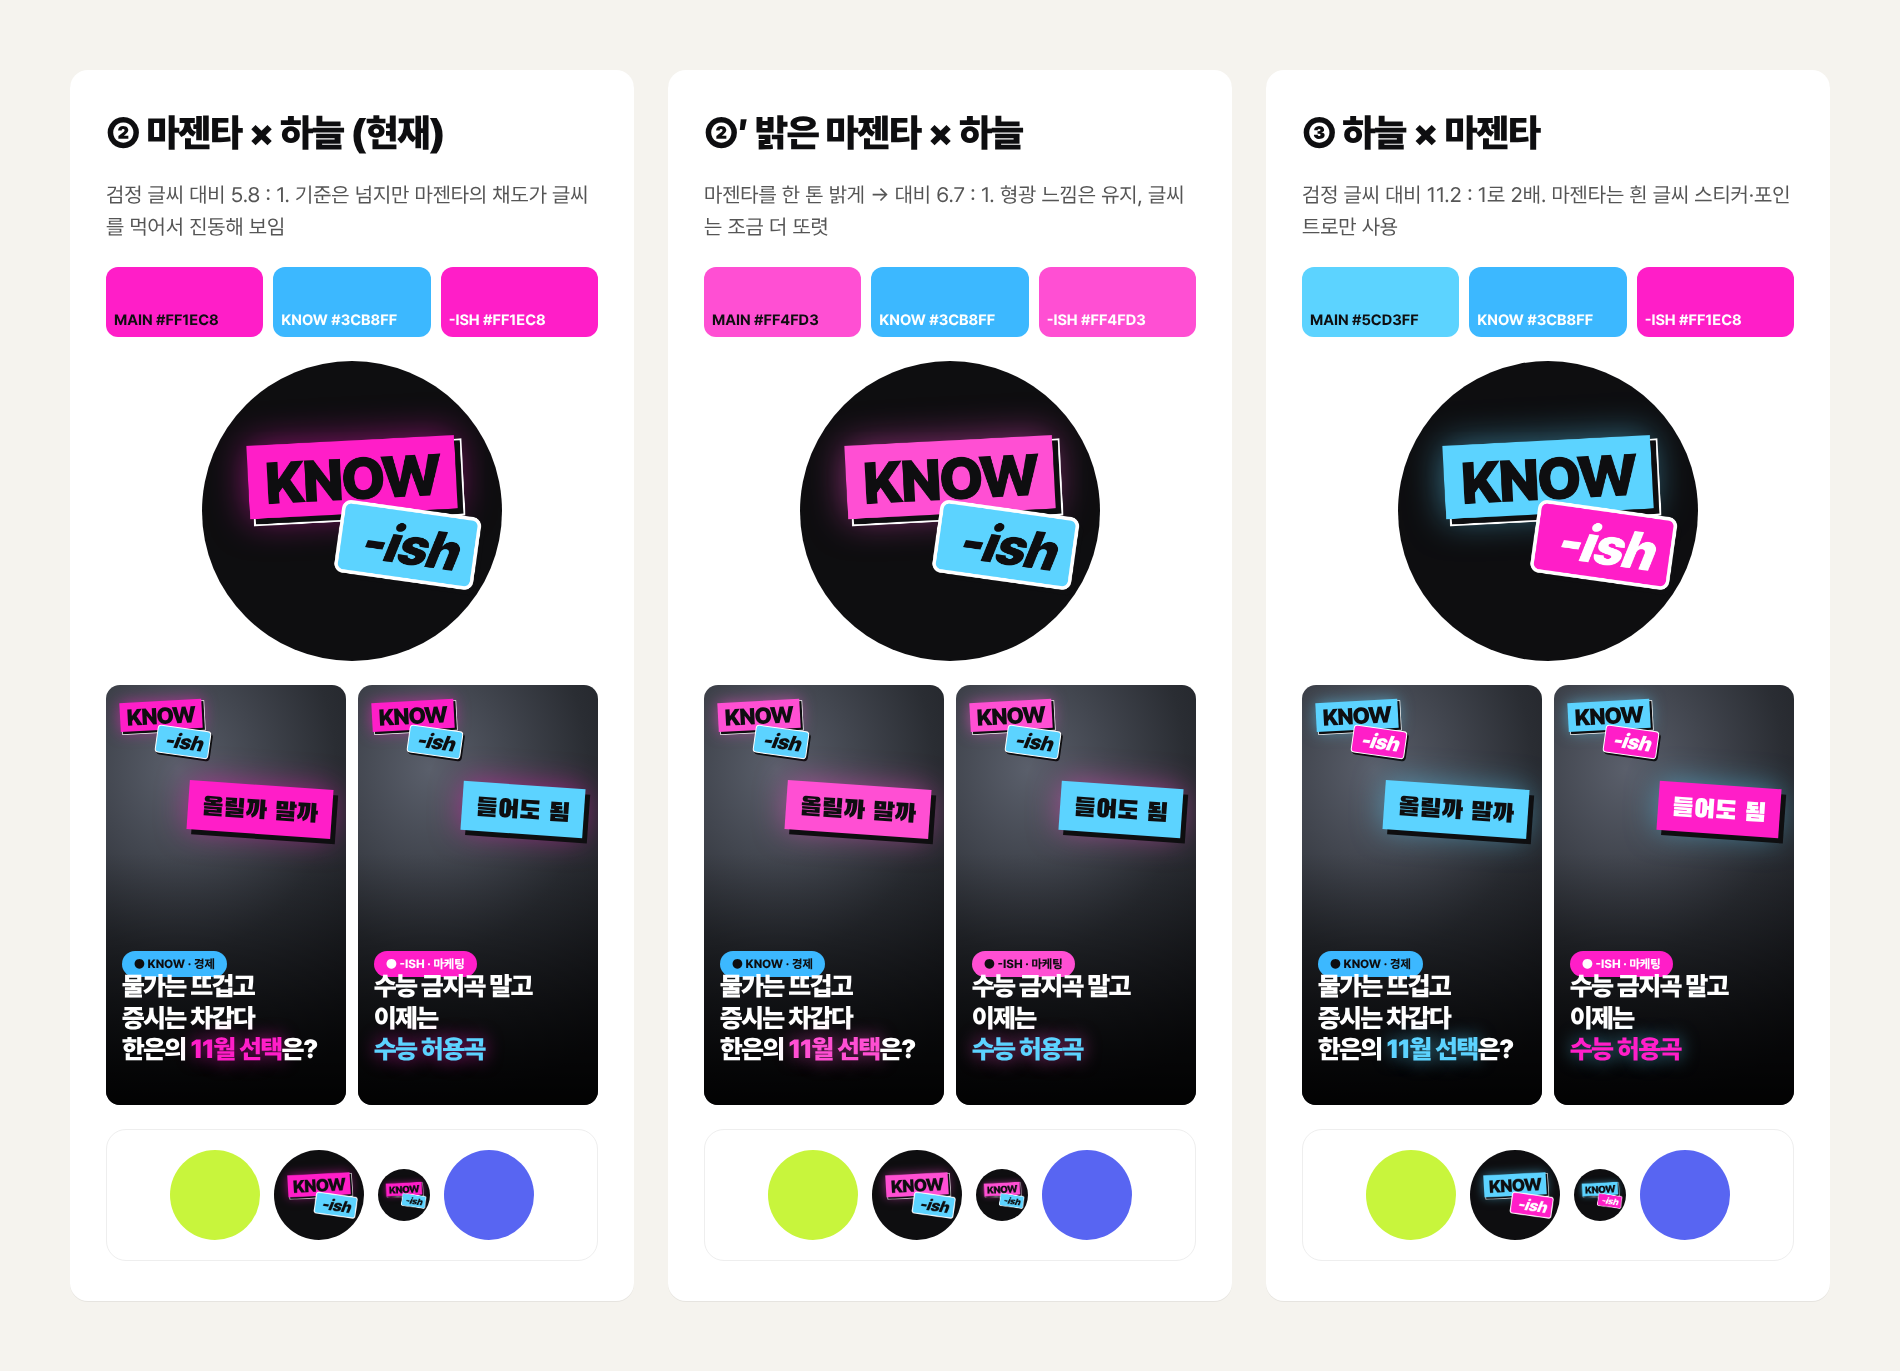 ② 마젠타 × 하늘 (현재)
검정 글씨 대비 5.8 : 1. 기준은 넘지만 마젠타의 채도가 글씨
를 먹어서 진동해 보임
MAIN #FF1EC8
KNOW #3CB8FF
-ISH #FF1EC8
KNOW
-ish
KNOW
-ish
올릴까 말까
KNOW · 경제
물가는 뜨겁고
증시는 차갑다
한은의 11월 선택은?
KNOW
-ish
들어도 됨
-ISH · 마케팅
수능 금지곡 말고
이제는
수능 허용곡
KNOW
-ish
KNOW
-ish
②′ 밝은 마젠타 × 하늘
마젠타를 한 톤 밝게 → 대비 6.7 : 1. 형광 느낌은 유지, 글씨
는 조금 더 또렷
MAIN #FF4FD3
KNOW #3CB8FF
-ISH #FF4FD3
KNOW
-ish
KNOW
-ish
올릴까 말까
KNOW · 경제
물가는 뜨겁고
증시는 차갑다
한은의 11월 선택은?
KNOW
-ish
들어도 됨
-ISH · 마케팅
수능 금지곡 말고
이제는
수능 허용곡
KNOW
-ish
KNOW
-ish
③ 하늘 × 마젠타
검정 글씨 대비 11.2 : 1로 2배. 마젠타는 흰 글씨 스티커·포인
트로만 사용
MAIN #5CD3FF
KNOW #3CB8FF
-ISH #FF1EC8
KNOW
-ish
KNOW
-ish
올릴까 말까
KNOW · 경제
물가는 뜨겁고
증시는 차갑다
한은의 11월 선택은?
KNOW
-ish
들어도 됨
-ISH · 마케팅
수능 금지곡 말고
이제는
수능 허용곡
KNOW
-ish
KNOW
-ish